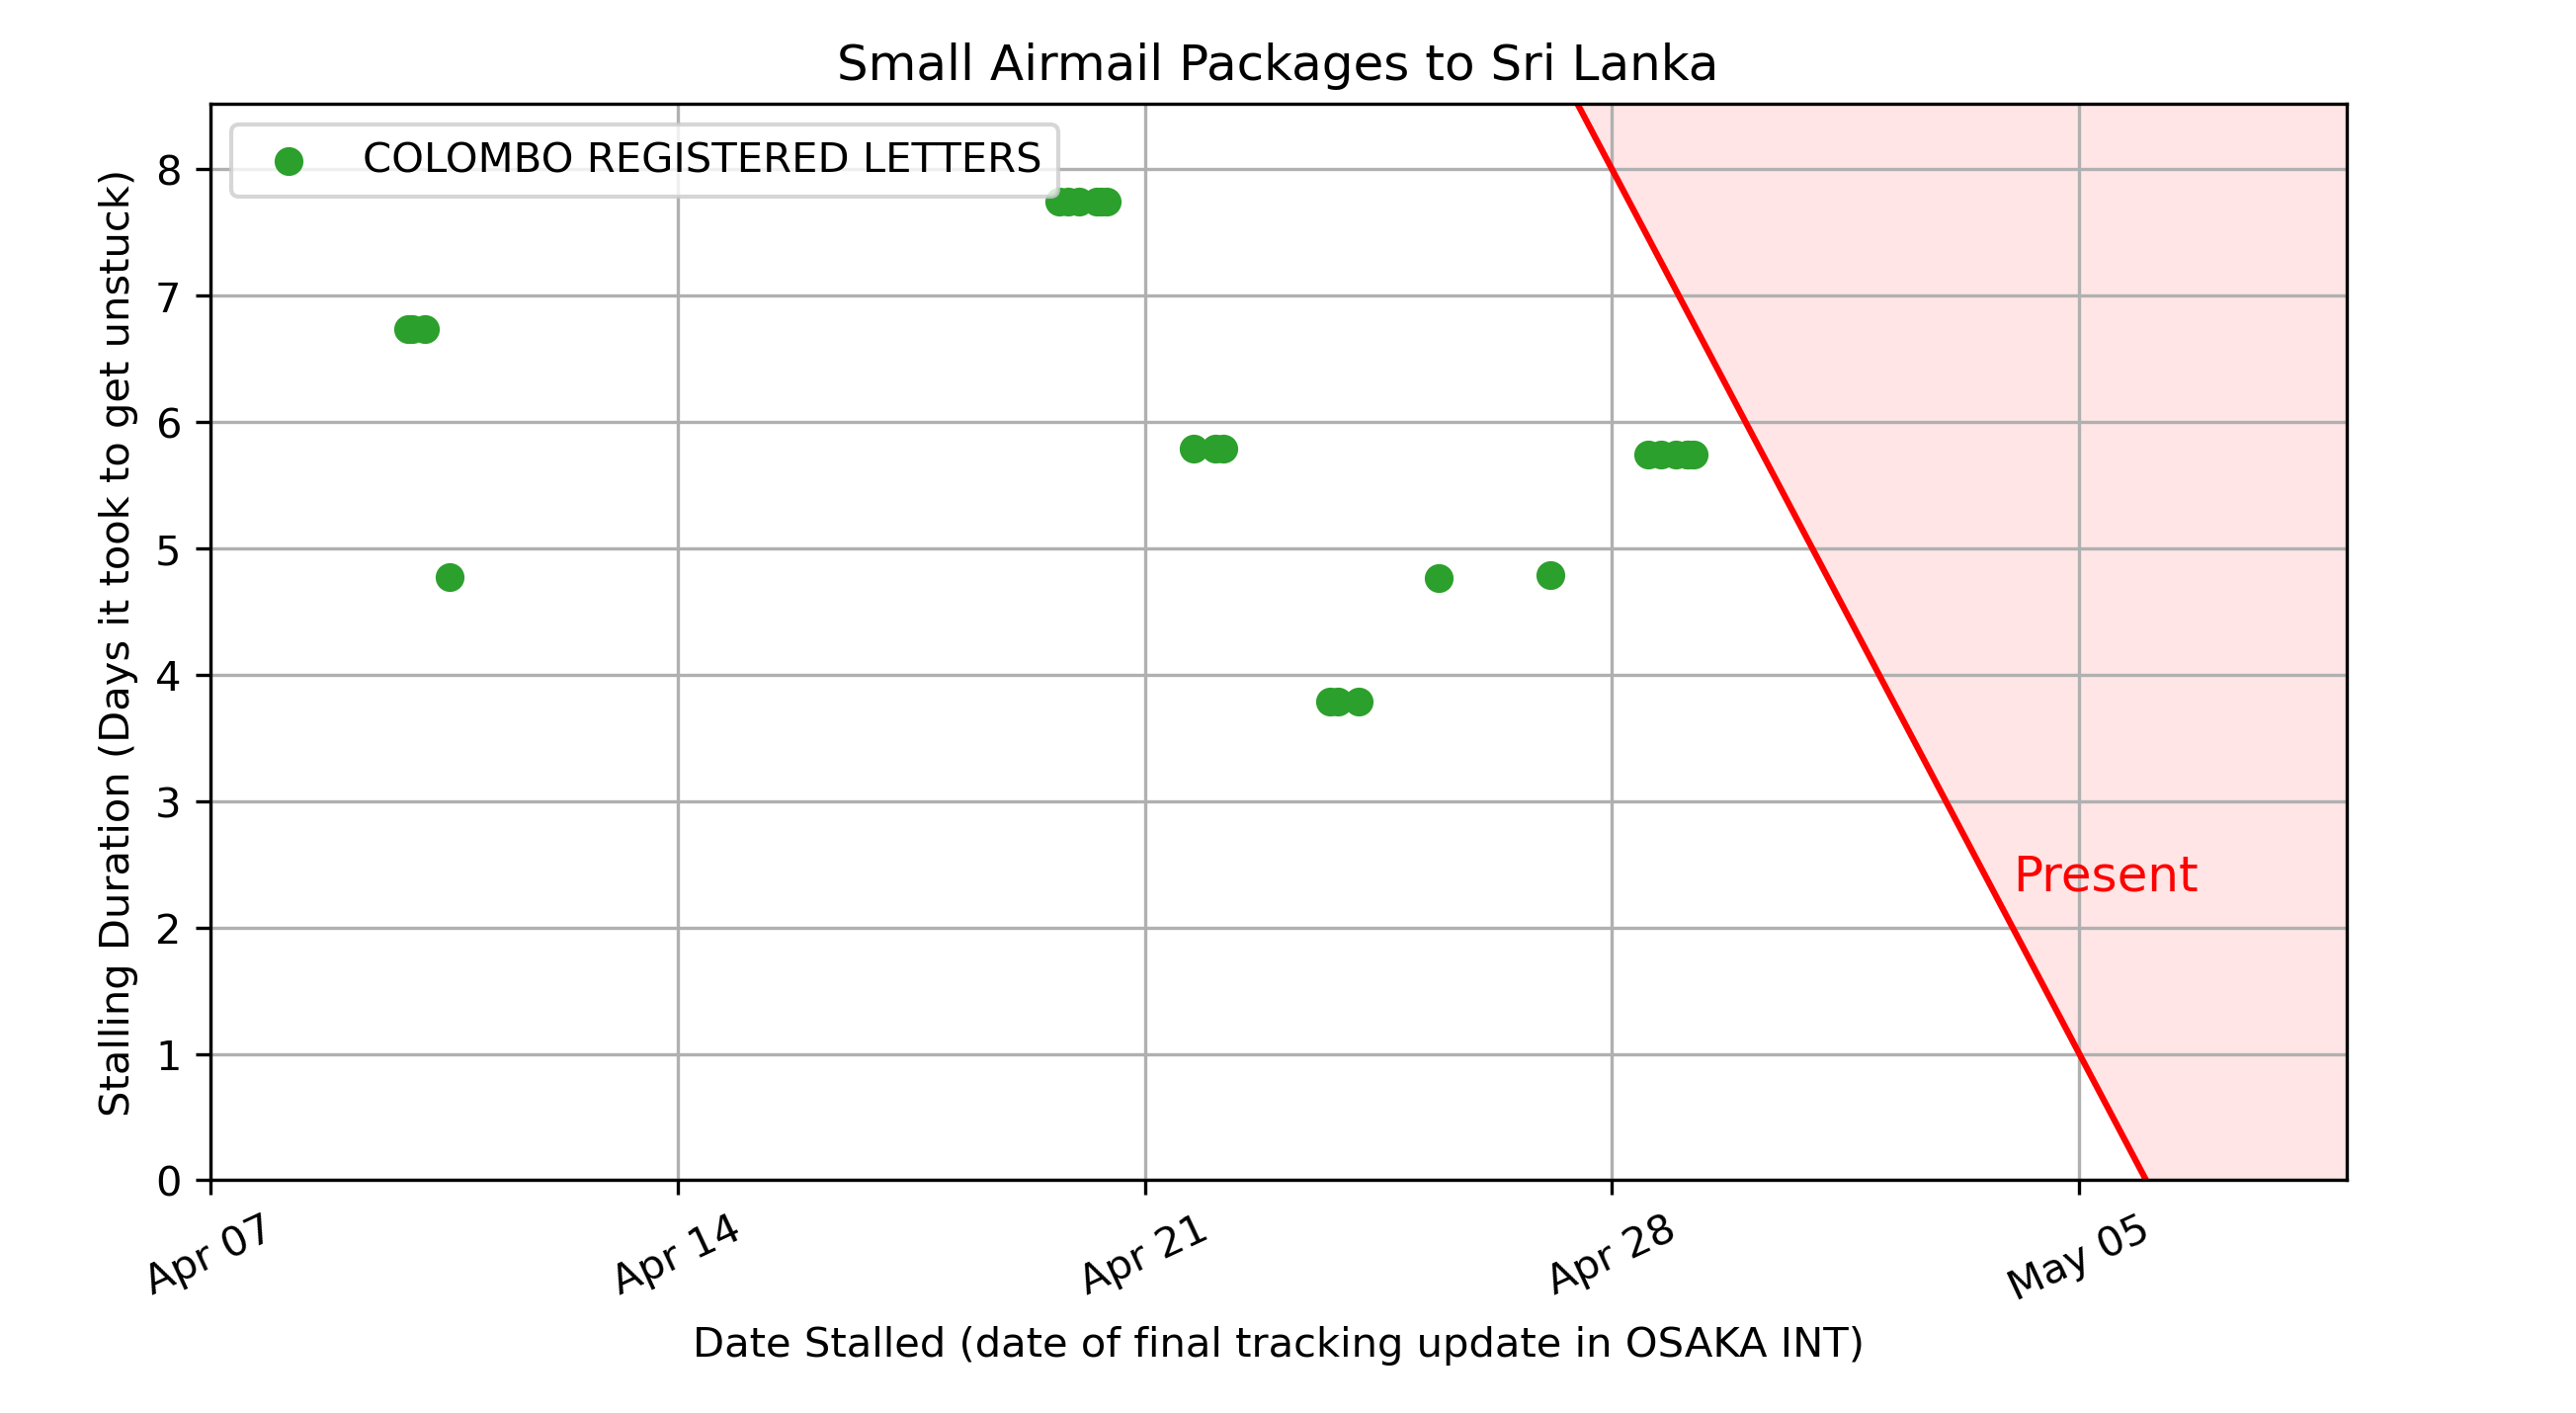 Small Airmail Packages to Sri Lanka
COLOMBO REGISTERED LETTERS
Stalling Duration (Days it took to get unstuck)
8
7
6
5
4
3
2
1
0
Present
Apr 07
Apr 14
Apr 21
Apr 28
May 05
Date Stalled (date of final tracking update in OSAKA INT)